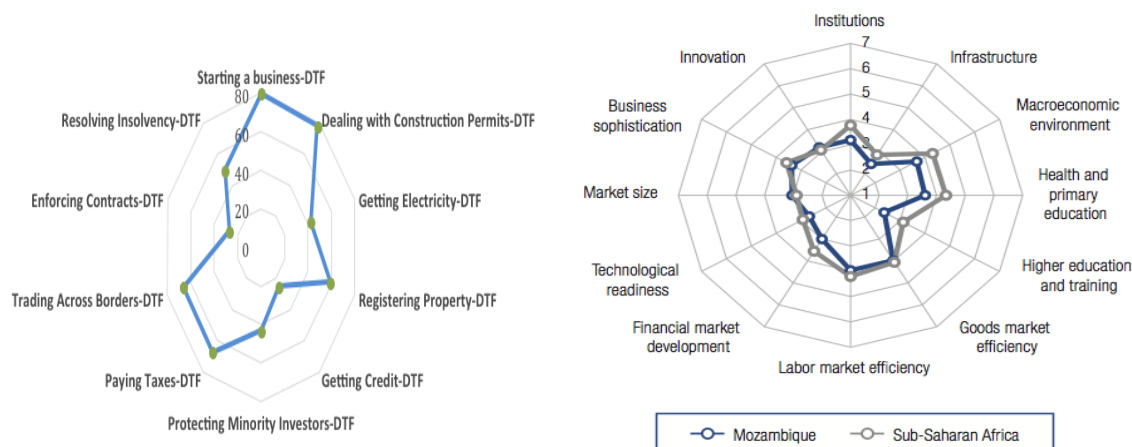 Starting a business-DTF
80
60
40
20
0
Dealing with Construction Permits-DTF
Getting Electricity-DTF
Registering Property-DTF
Getting Credit-DTF
Protecting Minority Investors-DTF
Paying Taxes-DTF
Trading Across Borders-DTF
Enforcing Contracts-DTF
Resolving Insolvency-DTF
Institutions
7
6
5
4
3
2
1
Infrastructure
Macroeconomic
environment
Health and
primary
education
Higher education
and training
Goods market
efficiency
Labor market efficiency
Financial market
development
Technological
readiness
Market size
Business
sophistication
Innovation
Mozambique
Sub-Saharan Africa